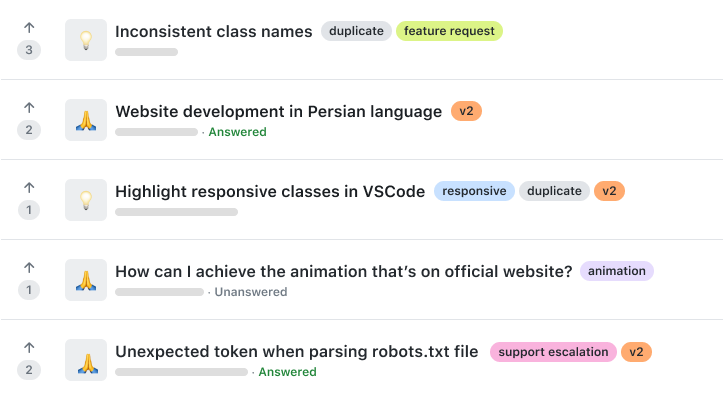 Inconsistent class names duplicate feature request
3
Website development in Persian language v2
2
· Answered
Highlight responsive classes in VSCode responsive duplicate v2
1
How can I achieve the animation that’s on official website? animation
1
· Unanswered
Unexpected token when parsing robots.txt file support escalation v2
2
· Answered